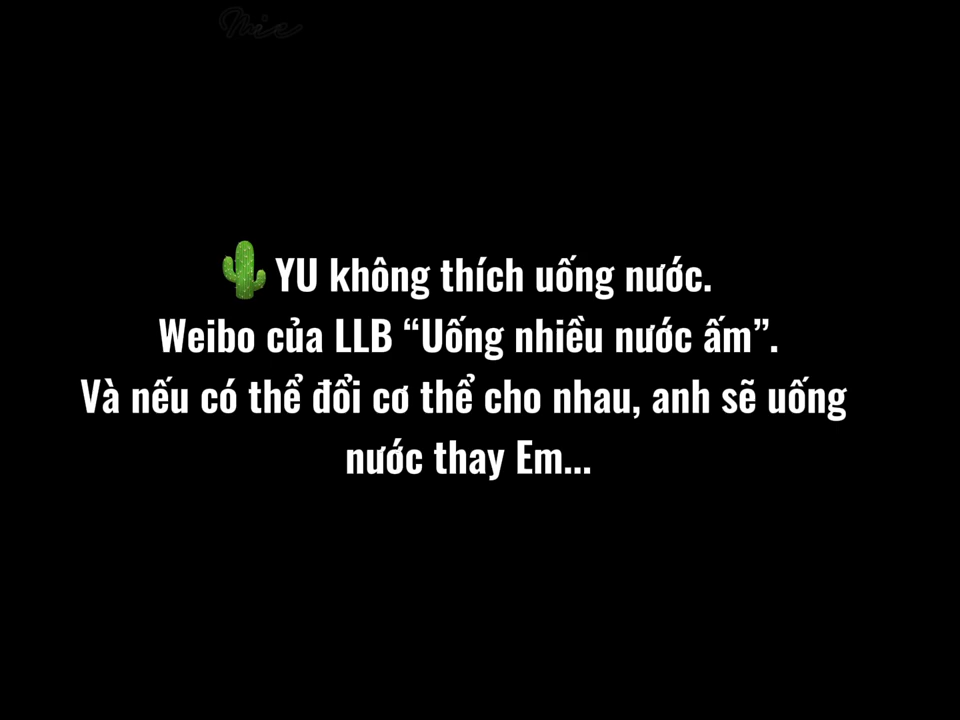 Mie
🌵YU không thích uống nước.
Weibo của LLB “Uống nhiều nước ấm”.
Và nếu có thể đổi cơ thể cho nhau, anh sẽ uống
nước thay Em...